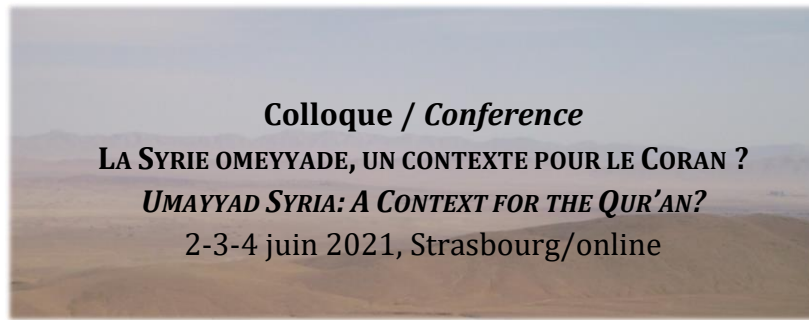 Colloque / Conference
LA SYRIE OMEYYADE, UN CONTEXTE POUR LE CORAN ?
UMAYYAD SYRIA: A CONTEXT FOR THE QUR’AN?
2-3-4 juin 2021, Strasbourg/online